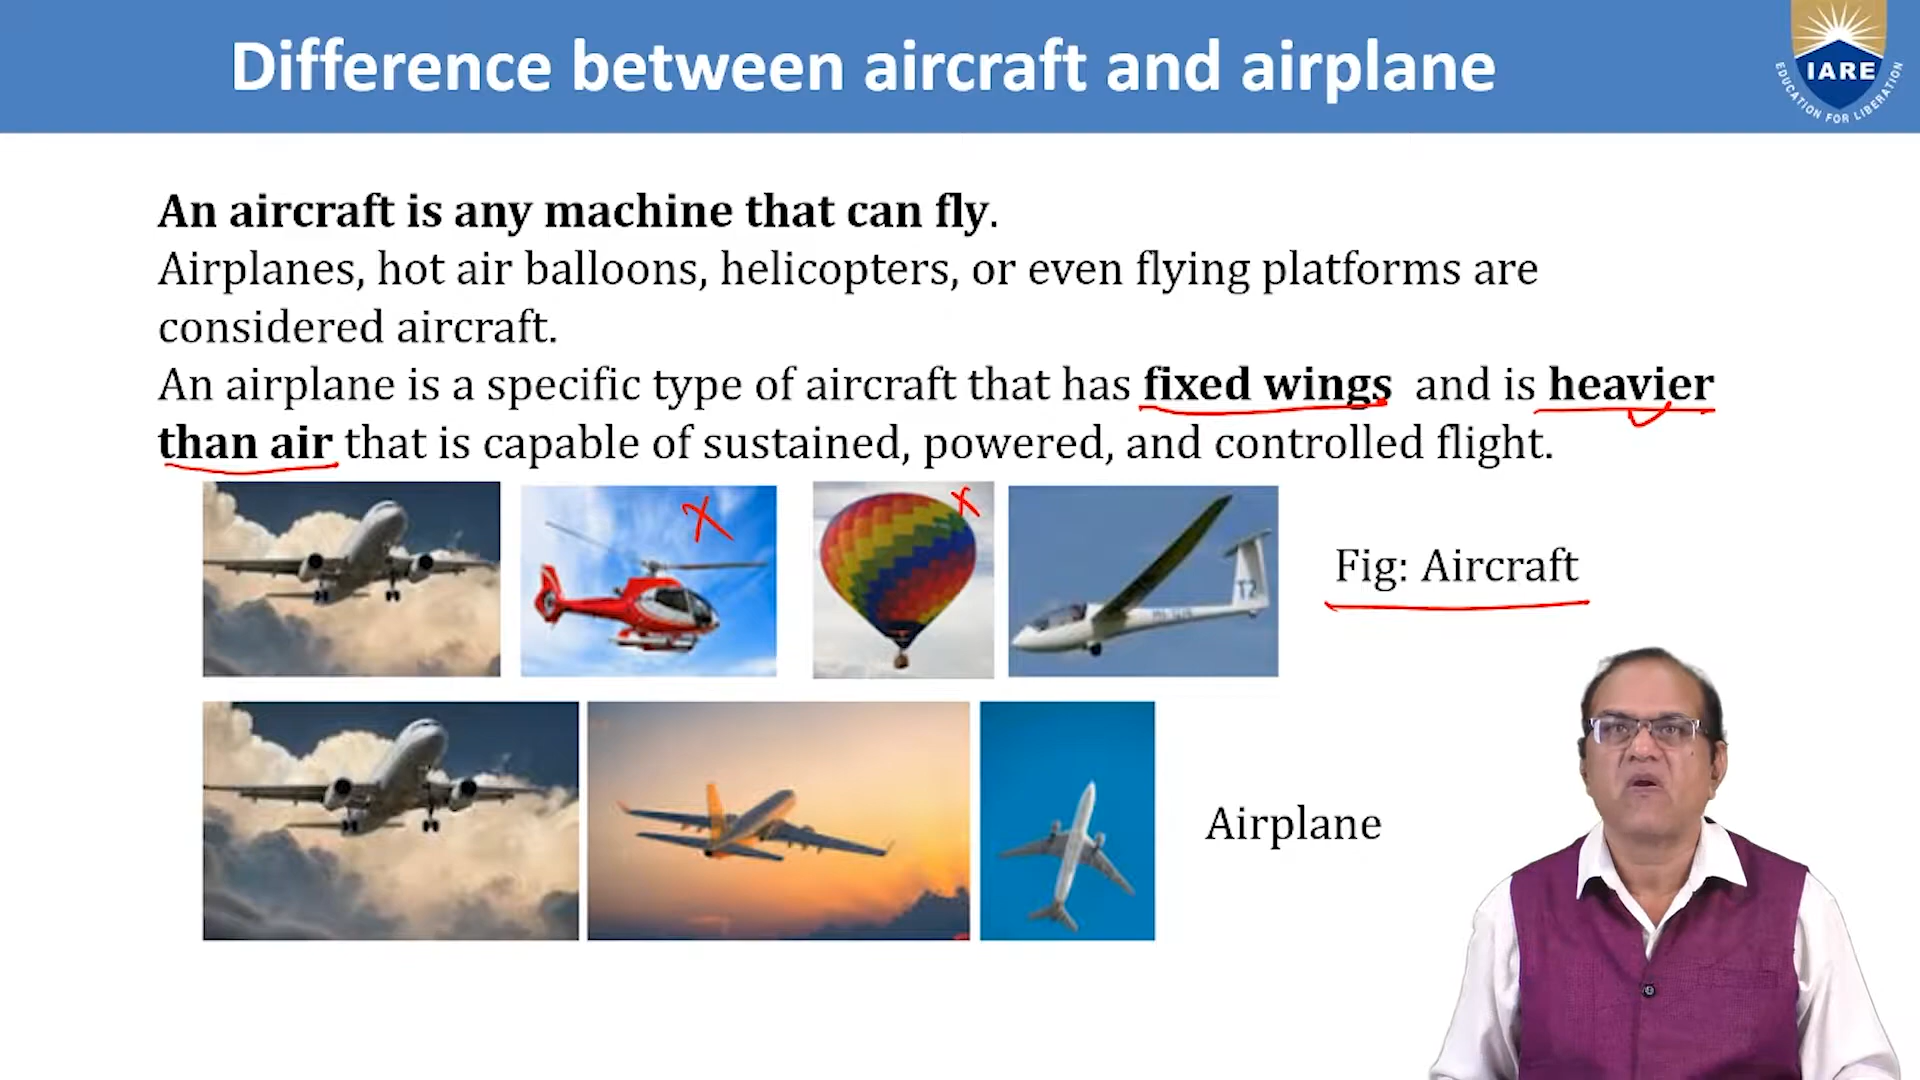 Difference between aircraft and airplane
IARE
EDUCATION FOR LIBERATION
An aircraft is any machine that can fly.
Airplanes, hot air balloons, helicopters, or even flying platforms are
considered aircraft.
An airplane is a specific type of aircraft that has fixed wings and is heavier
than air that is capable of sustained, powered, and controlled flight.
T2
Fig: Aircraft
Airplane